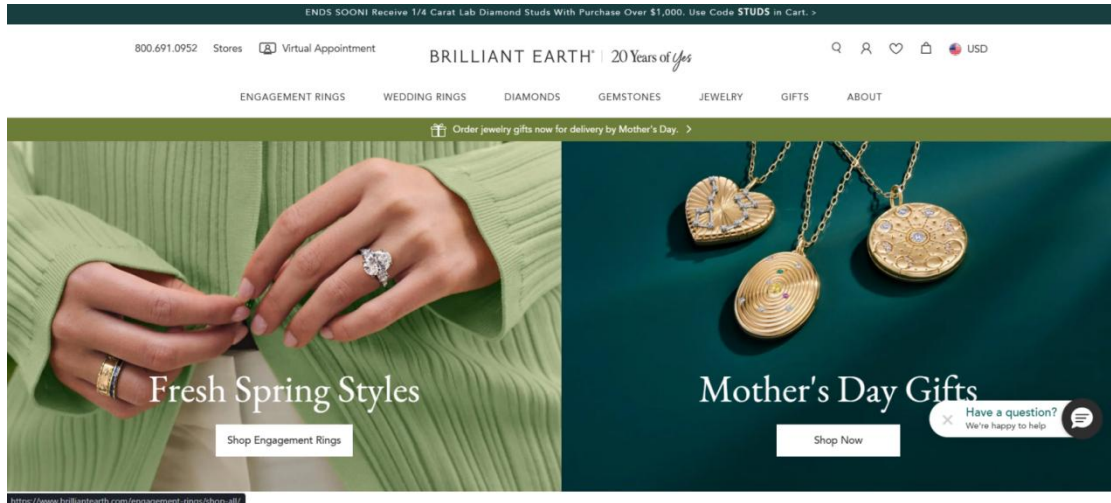 ENDS SOON! Receive 1/4 Carat Lab Diamond Studs With Purchase Over $1,000. Use Code STUDS in Cart. >
800.691.0952 Stores Virtual Appointment
BRILLIANT EARTH® | 20 Years of Yes
USD
ENGAGEMENT RINGS WEDDING RINGS DIAMONDS GEMSTONES JEWELRY GIFTS ABOUT
Order jewelry gifts now for delivery by Mother's Day. >
Fresh Spring Styles
Shop Engagement Rings
Mother's Day Gifts
Shop Now
Have a question?
We're happy to help
https://www.brilliantearth.com/engagement-rings/shop-all/